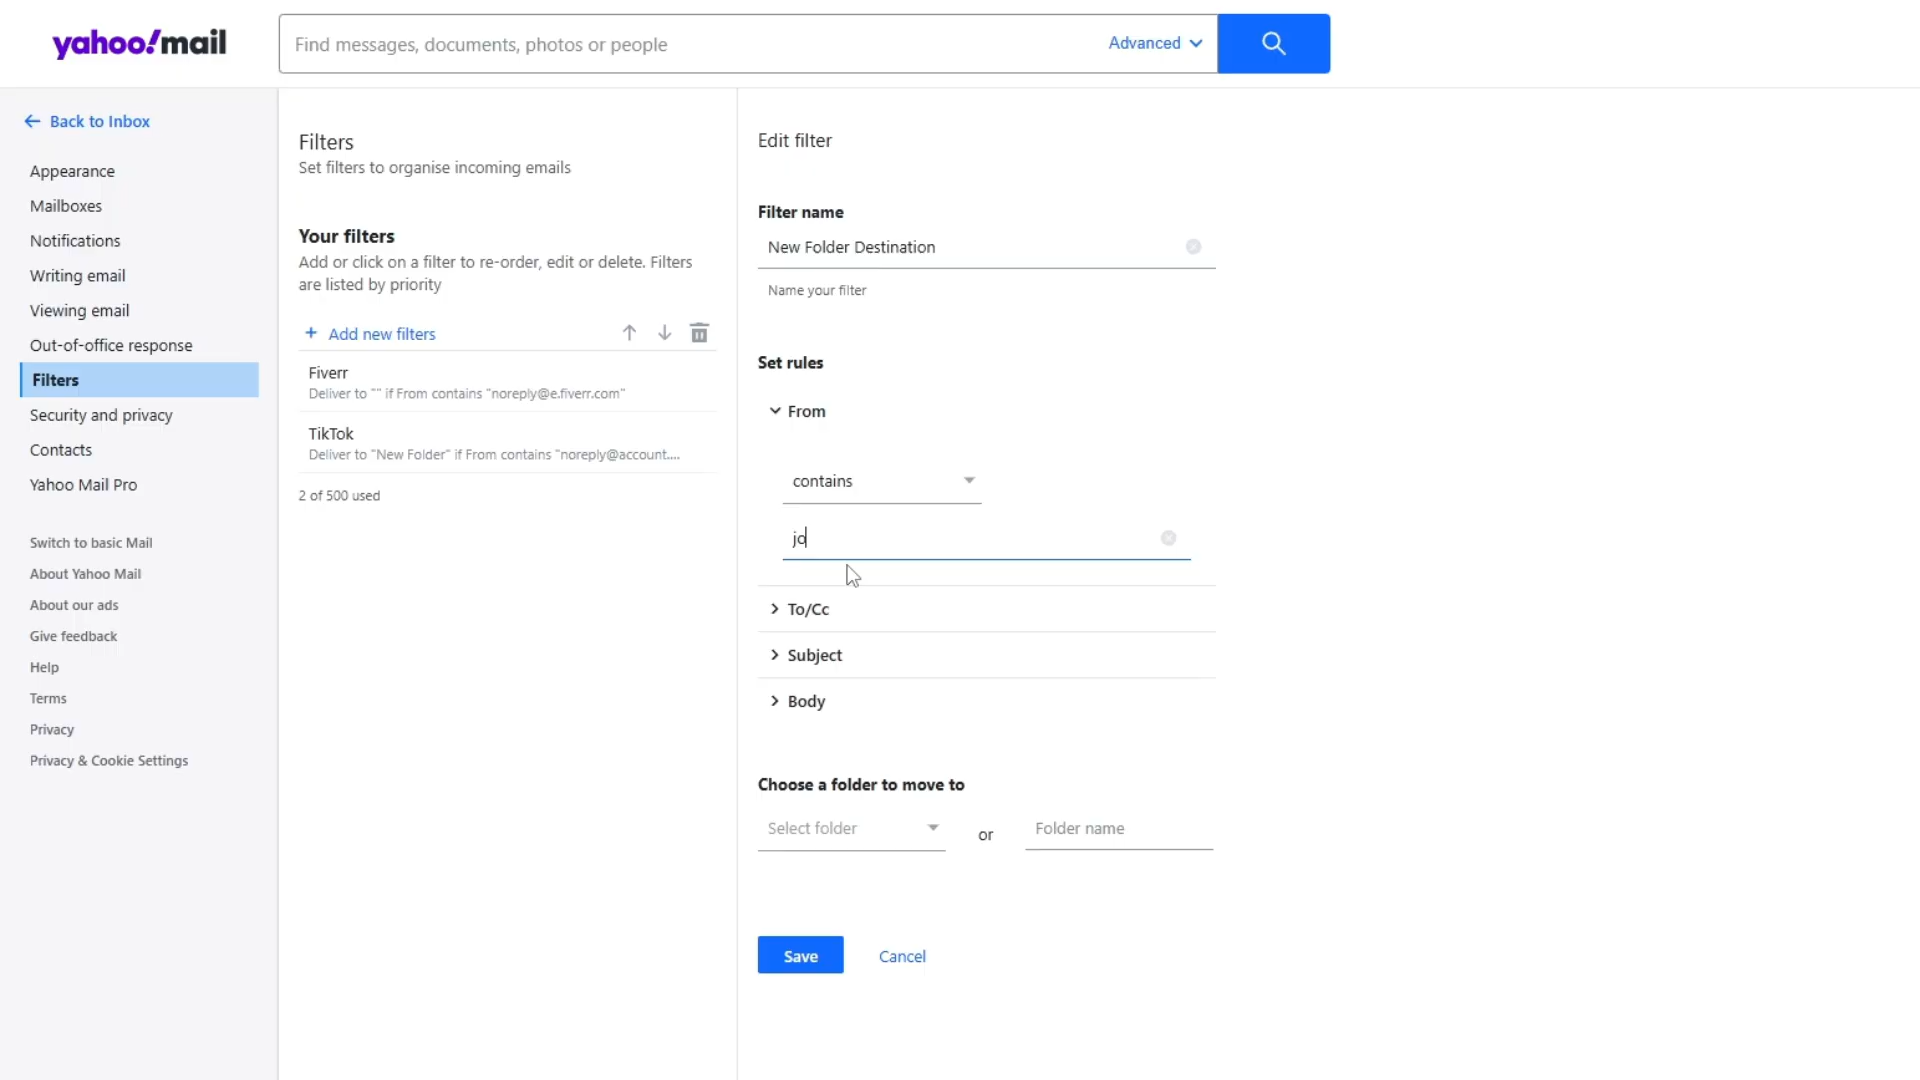 yahoo!mail
Find messages, documents, photos or people
Advanced
Back to Inbox
Appearance
Mailboxes
Notifications
Writing email
Viewing email
Out-of-office response
Filters
Security and privacy
Contacts
Yahoo Mail Pro
Switch to basic Mail
About Yahoo Mail
About our ads
Give feedback
Help
Terms
Privacy
Privacy & Cookie Settings
Filters
Set filters to organise incoming emails
Your filters
Add or click on a filter to re-order, edit or delete. Filters
are listed by priority
+ Add new filters
Fiverr
Deliver to "" if From contains "noreply@e.fiverr.com"
TikTok
Deliver to "New Folder" if From contains "noreply@account....
2 of 500 used
Edit filter
Filter name
New Folder Destination
Name your filter
Set rules
From
contains
jo
To/Cc
Subject
Body
Choose a folder to move to
Select folder
or
Folder name
Save
Cancel